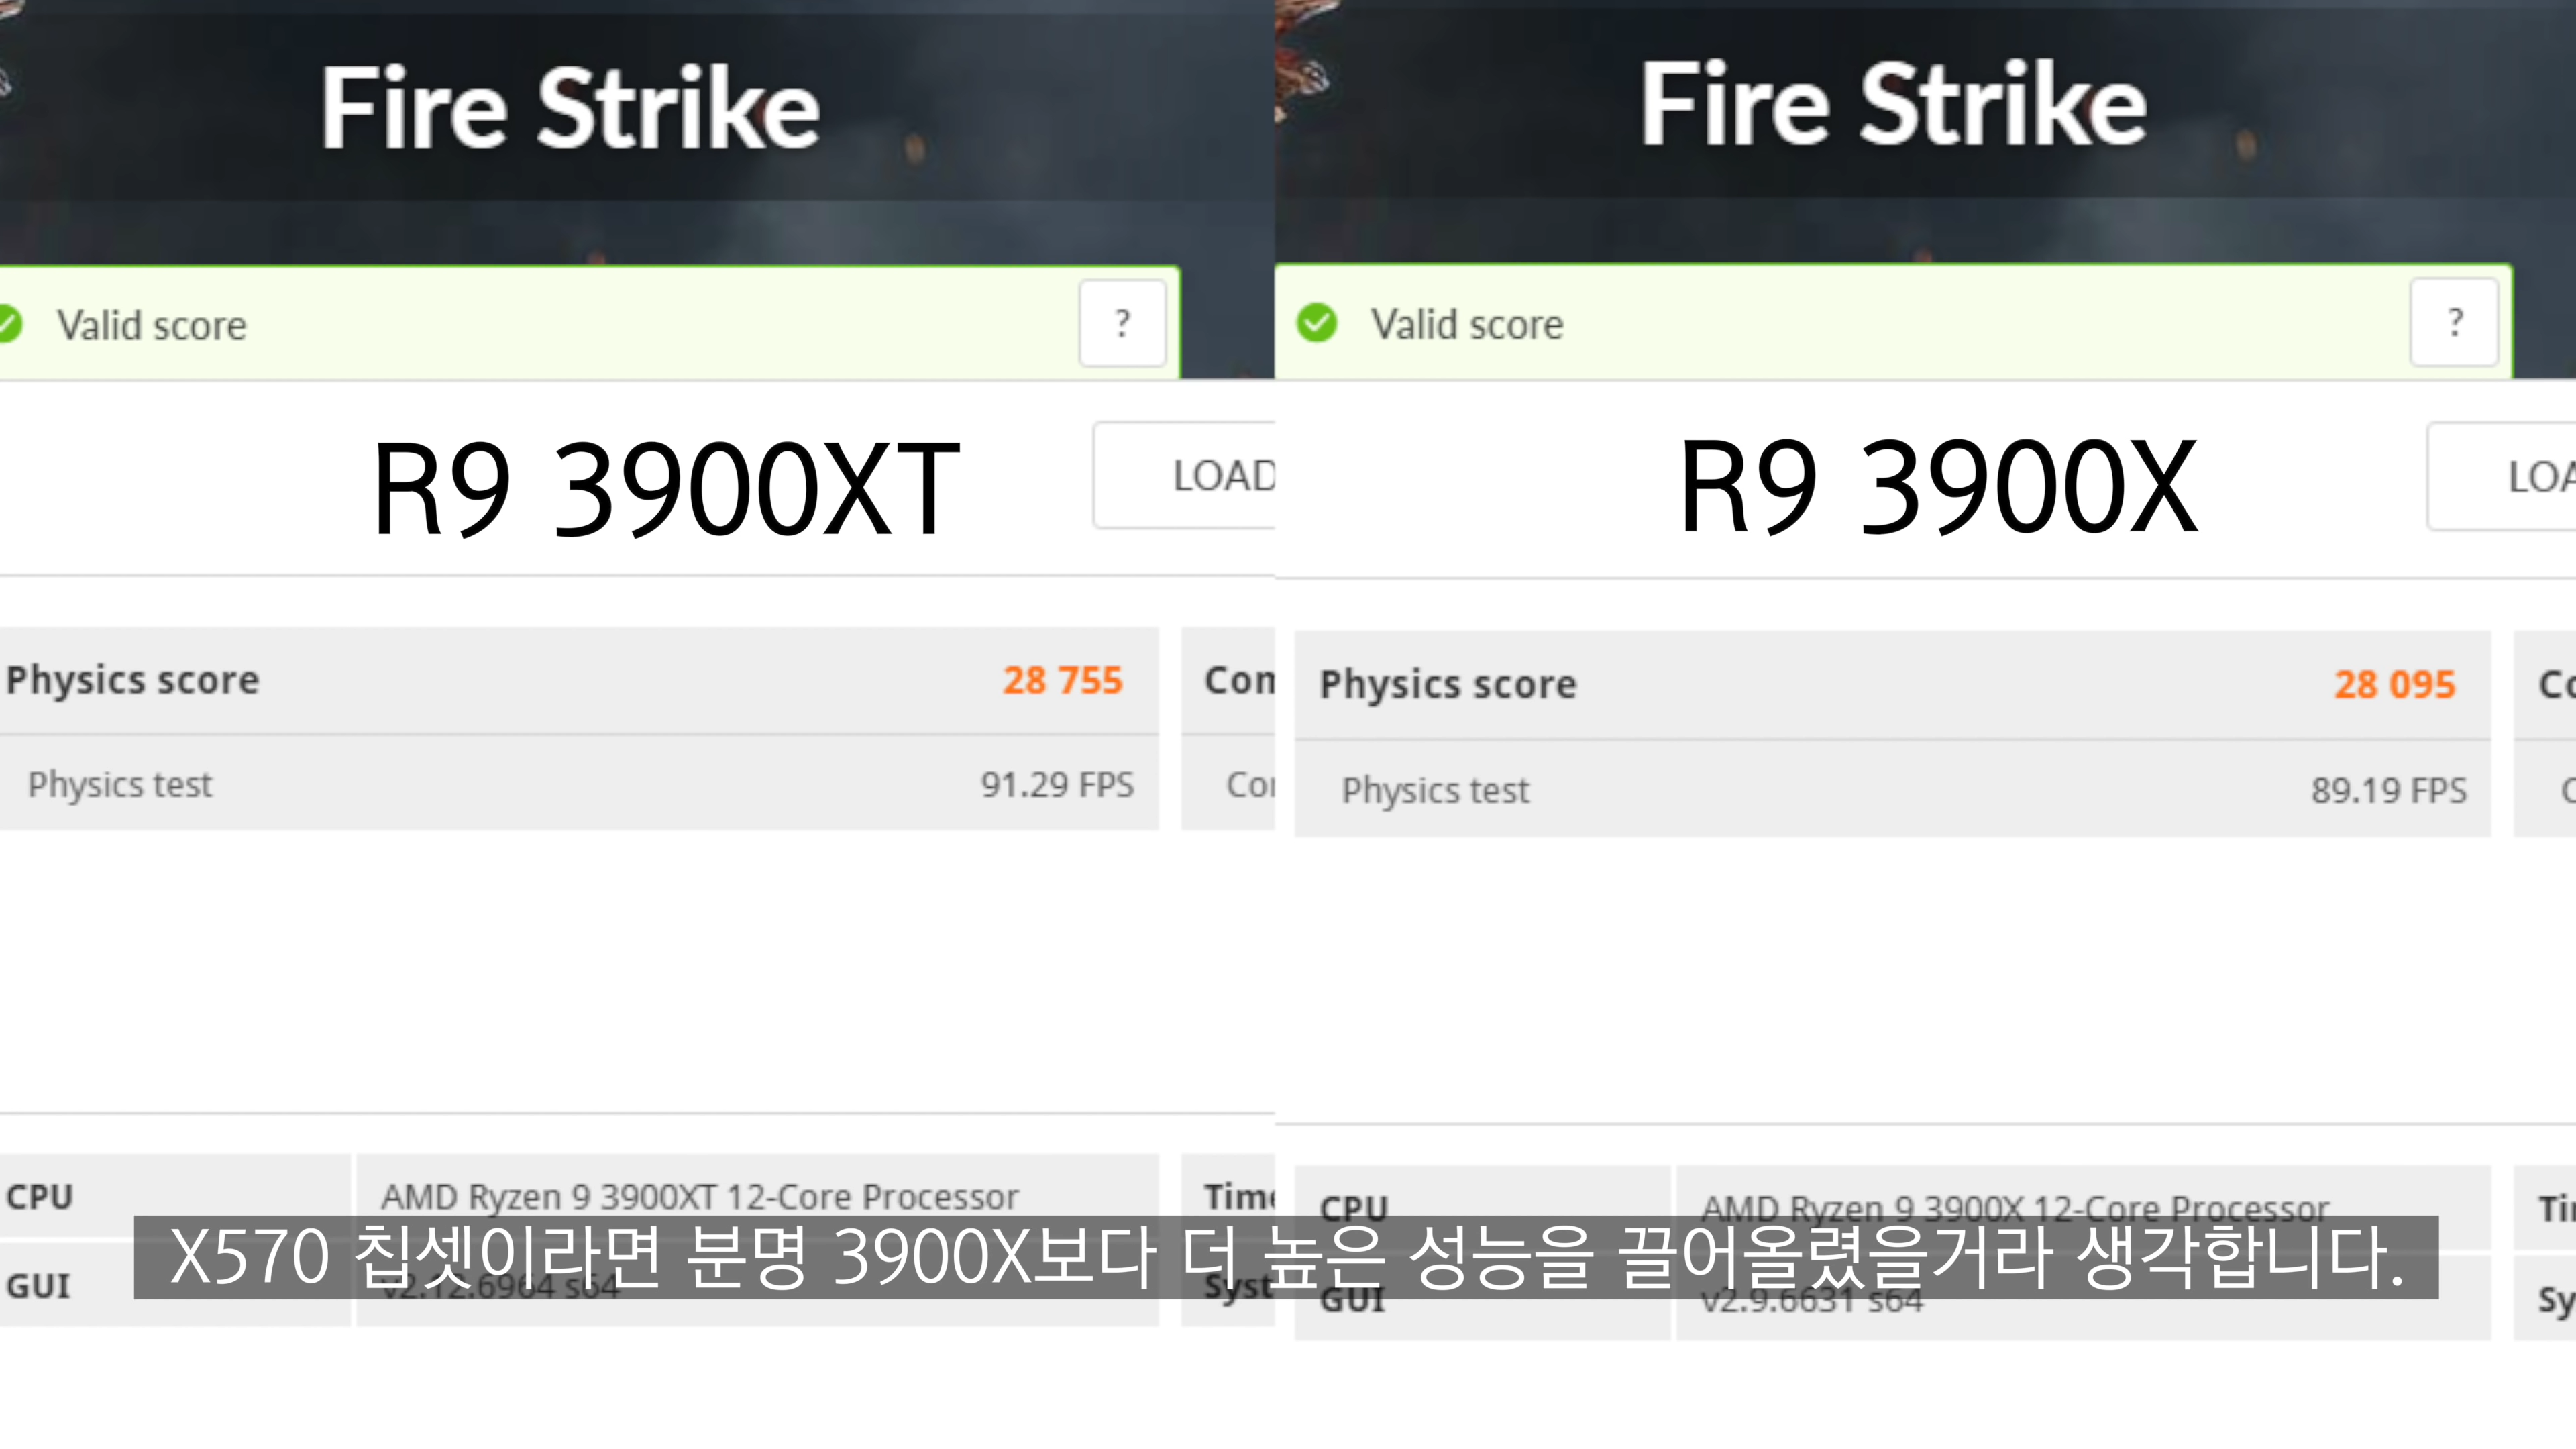 Fire Strike
Valid score
?
R9 3900XT
LOAD
Physics score 28 755
Physics test 91.29 FPS
CPU AMD Ryzen 9 3900XT 12-Core Processor
GUI v2.12.6964 s64
Fire Strike
Valid score
?
R9 3900X
Physics score 28 095
Physics test 89.19 FPS
CPU AMD Ryzen 9 3900X 12-Core Processor
GUI v2.9.6631 s64
X570 칩셋이라면 분명 3900X보다 더 높은 성능을 끌어올렸을거라 생각합니다.